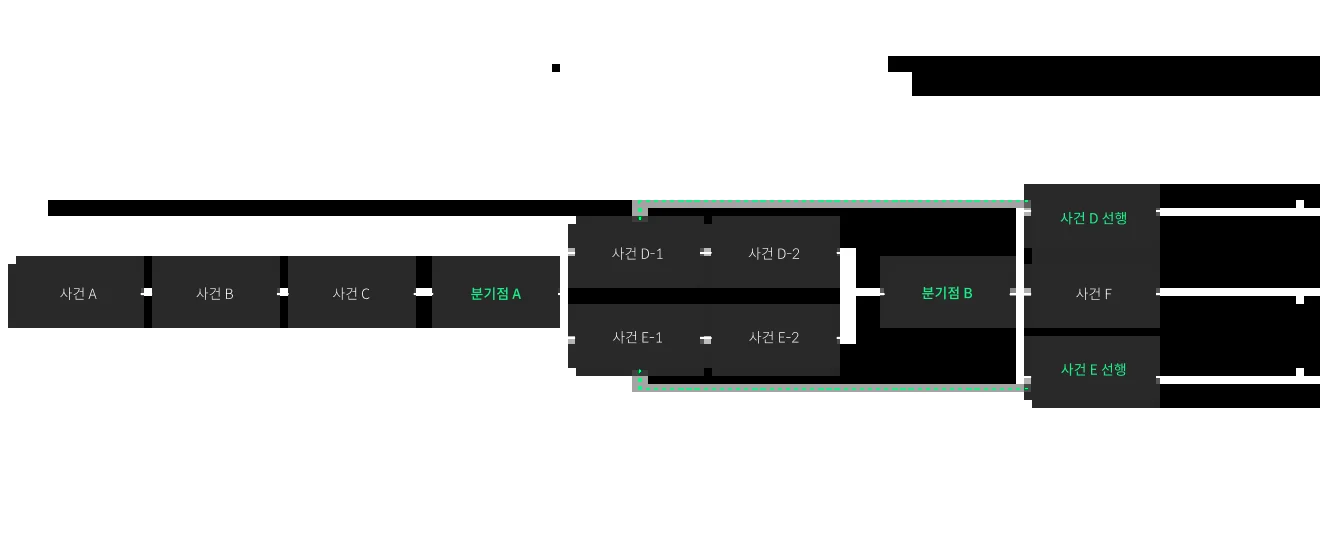 사건 A
사건 B
사건 C
분기점 A
사건 D-1
사건 D-2
사건 E-1
사건 E-2
분기점 B
사건 D 선행
사건 F
사건 E 선행